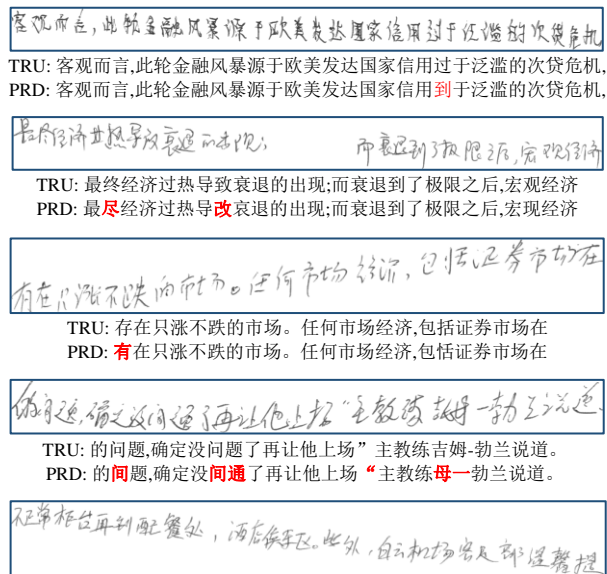 客观而言,此轮金融风暴源于欧美发达国家信用过于泛滥的次贷危机
TRU: 客观而言,此轮金融风暴源于欧美发达国家信用过于泛滥的次贷危机,
PRD: 客观而言,此轮金融风暴源于欧美发达国家信用到于泛滥的次贷危机,
最终经济过热导致衰退的出现; 而衰退到了极限之后,宏观经济
TRU: 最终经济过热导致衰退的出现;而衰退到了极限之后,宏观经济
PRD: 最尽经济过热导改衰退的出现;而衰退到了极限之后,宏现经济
存在只涨不跌的市场。任何市场经济,包括证券市场在
TRU: 存在只涨不跌的市场。任何市场经济,包括证券市场在
PRD: 有在只涨不跌的市场。任何市场经济,包恬证券市场在
的问题,确定没问题了再让他上场“主教练吉姆-勃兰说道.
TRU: 的问题,确定没问题了再让他上场”主教练吉姆-勃兰说道。
PRD: 的间题,确定没间通了再让他上场“主教练母一勃兰说道。
不正常柜台再到配餐处,酒店候车区。此外,白云机场 温馨提